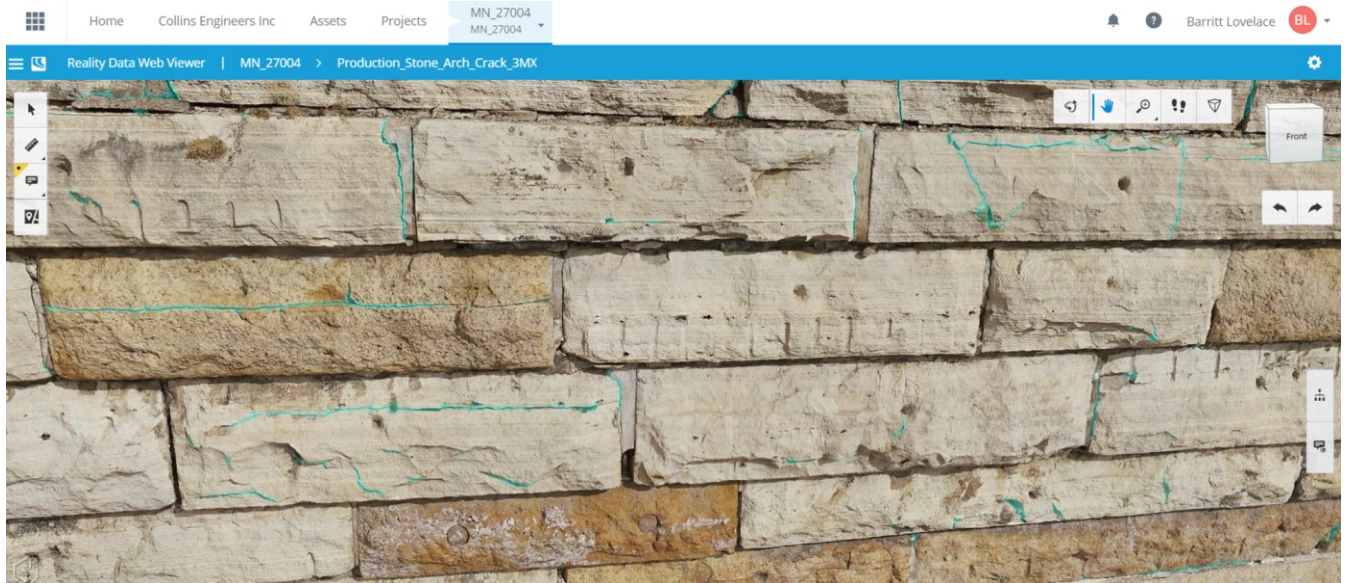 Home
Collins Engineers Inc
Assets
Projects
MN_27004
MN_27004
Barritt Lovelace
BL
Reality Data Web Viewer | MN_27004 > Production_Stone_Arch_Crack_3MX
Front